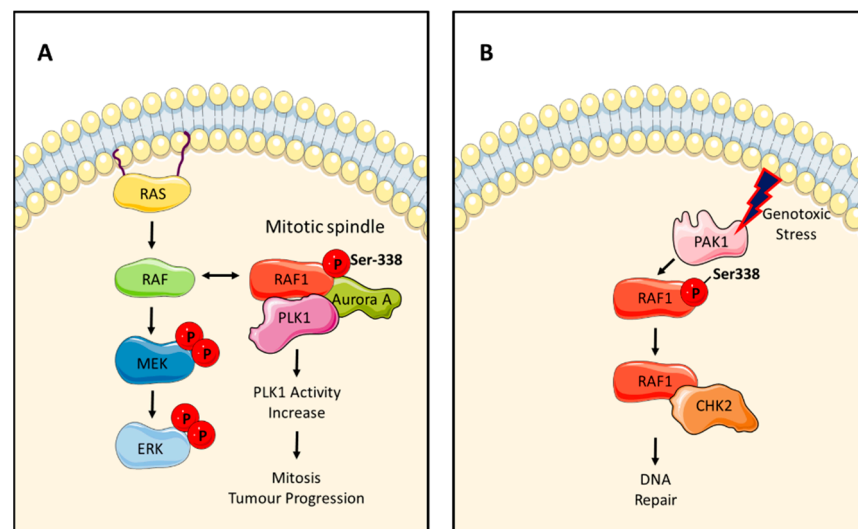 A
RAS
RAF
MEK
P
P
ERK
P
P
Mitotic spindle
P
Ser-338
RAF1
Aurora A
PLK1
PLK1 Activity
Increase
Mitosis
Tumour Progression
B
Genotoxic
Stress
PAK1
Ser338
RAF1
P
RAF1
CHK2
DNA
Repair